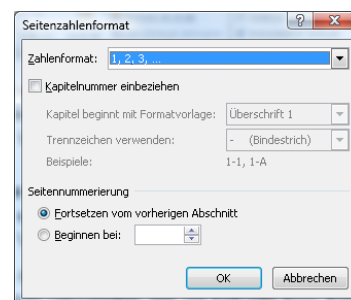 Seitenzahlenformat
Zahlenformat: 1, 2, 3, ...
Kapitelnummer einbeziehen
Kapitel beginnt mit Formatvorlage: Überschrift 1
Trennzeichen verwenden: - (Bindestrich)
Beispiele: 1-1, 1-A
Seitennummerierung
Fortsetzen vom vorherigen Abschnitt
Beginnen bei:
OK Abbrechen